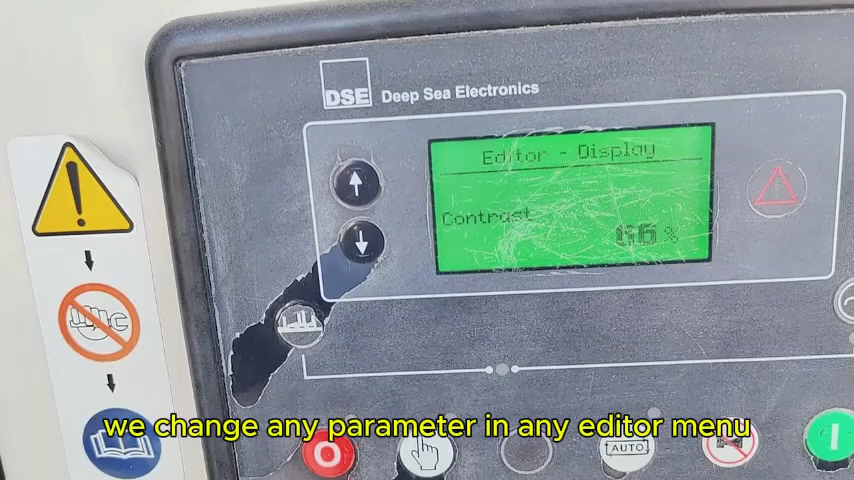 DSE
Deep Sea Electronics
Editor - Display
Contrast
66 %
we change any parameter in any editor menu
AUTO